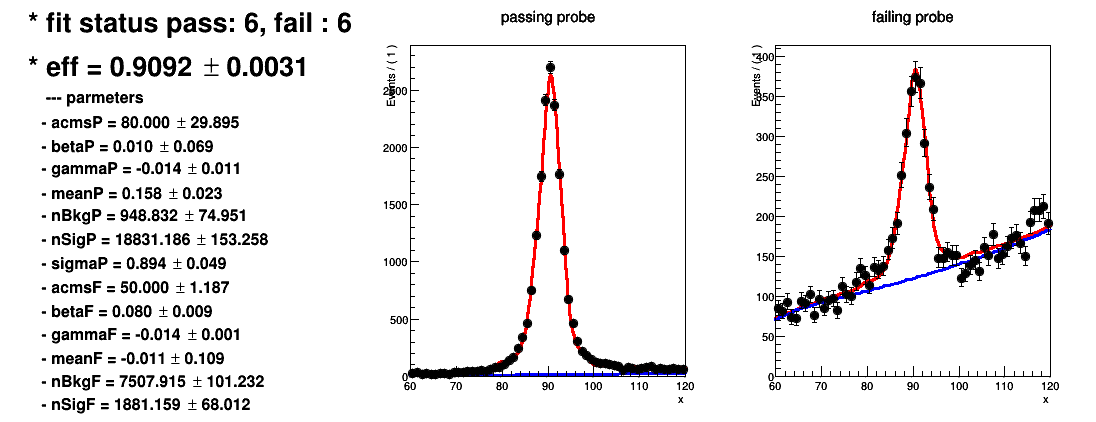 * fit status pass: 6, fail : 6
* eff = 0.9092 ± 0.0031
--- parmeters
- acmsP = 80.000 ± 29.895
- betaP = 0.010 ± 0.069
- gammaP = -0.014 ± 0.011
- meanP = 0.158 ± 0.023
- nBkgP = 948.832 ± 74.951
- nSigP = 18831.186 ± 153.258
- sigmaP = 0.894 ± 0.049
- acmsF = 50.000 ± 1.187
- betaF = 0.080 ± 0.009
- gammaF = -0.014 ± 0.001
- meanF = -0.011 ± 0.109
- nBkgF = 7507.915 ± 101.232
- nSigF = 1881.159 ± 68.012
passing probe
Events / ( 1 )
2500
2000
1500
1000
500
0
60 70 80 90 100 110 120
x
failing probe
Events / ( 1 )
400
350
300
250
200
150
100
50
0
60 70 80 90 100 110 120
x